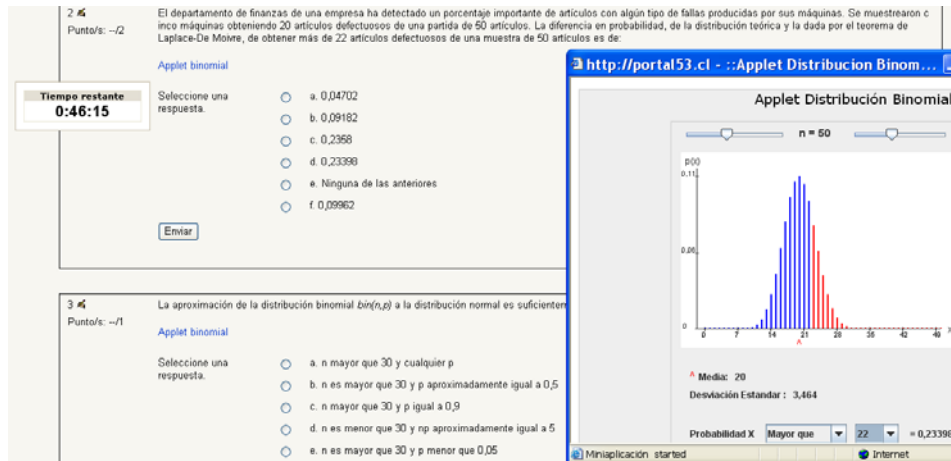 2
Punto/s: --/2
El departamento de finanzas de una empresa ha detectado un porcentaje importante de artículos con algún tipo de fallas producidas por sus máquinas. Se muestrearon c
inco máquinas obteniendo 20 artículos defectuosos de una partida de 50 artículos. La diferencia en probabilidad, de la distribución teórica y la dada por el teorema de
Laplace-De Moivre, de obtener más de 22 artículos defectuosos de una muestra de 50 artículos es de:
Applet binomial
Tiempo restante
0:46:15
Seleccione una
respuesta.
a. 0,04702
b. 0,09182
c. 0,2358
d. 0,23398
e. Ninguna de las anteriores
f. 0,09962
Enviar
3
Punto/s: --/1
La aproximación de la distribución binomial bin(n,p) a la distribución normal es suficienten
Applet binomial
Seleccione una
respuesta.
a. n mayor que 30 y cualquier p
b. n es mayor que 30 y p aproximadamente igual a 0,5
c. n mayor que 30 y p igual a 0,9
d. n es menor que 30 y np aproximadamente igual a 5
e. n es mayor que 30 y p menor que 0,05
http://portal53.cl - ::Applet Distribucion Binom...
Applet Distribución Binomial
n = 50
p(x)
0.11
0.06
0
0 7 14 21 28 35 42 49
^ Media: 20
Desviación Estandar : 3,464
Probabilidad X Mayor que 22 = 0,23398
Miniaplicación started
Internet